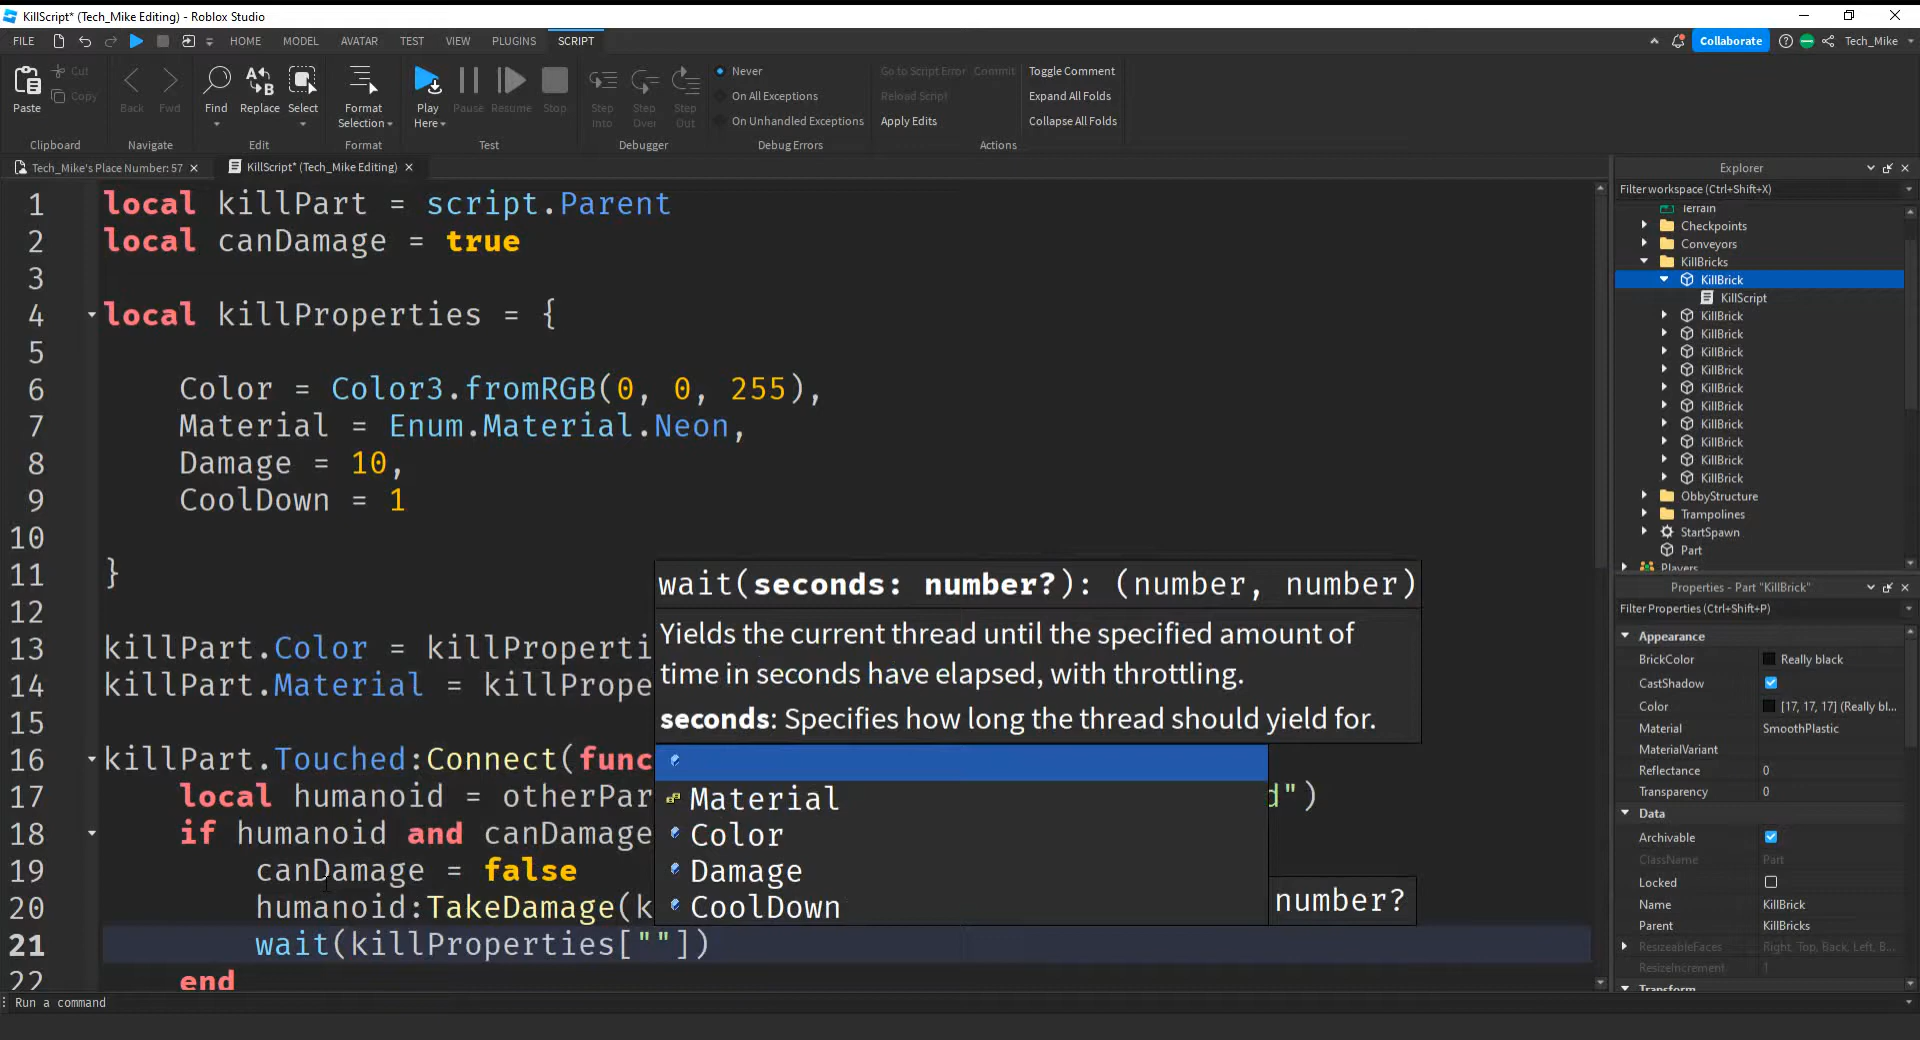 KillScript* (Tech_Mike Editing) - Roblox Studio
FILE HOME MODEL AVATAR TEST VIEW PLUGINS SCRIPT Collaborate Tech_Mike
Paste Cut Copy Back Fwd Find Replace Select Format Selection Play Here Pause Resume Stop Step Into Step Over Step Out
Never Go to Script Error Commit Toggle Comment
On All Exceptions Reload Script Expand All Folds
On Unhandled Exceptions Apply Edits Collapse All Folds
Clipboard Navigate Edit Format Test Debugger Debug Errors Actions
Tech_Mike's Place Number: 57 KillScript* (Tech_Mike Editing)
1 local killPart = script.Parent
2 local canDamage = true
3
4 local killProperties = {
5
6 Color = Color3.fromRGB(0, 0, 255),
7 Material = Enum.Material.Neon,
8 Damage = 10,
9 CoolDown = 1
10
11 }
12
13 killPart.Color = killProperti
14 killPart.Material = killPrope
15
16 killPart.Touched:Connect(func
17 local humanoid = otherPar d")
18 if humanoid and canDamage
19 canDamage = false
20 humanoid:TakeDamage(k
21 wait(killProperties[""])
22 end
wait(seconds: number?): (number, number)
Yields the current thread until the specified amount of
time in seconds have elapsed, with throttling.
seconds: Specifies how long the thread should yield for.
Material
Color
Damage
CoolDown
number?
Run a command
Explorer
Filter workspace (Ctrl+Shift+X)
Terrain
Checkpoints
Conveyors
KillBricks
KillBrick
KillScript
KillBrick
KillBrick
KillBrick
KillBrick
KillBrick
KillBrick
KillBrick
KillBrick
KillBrick
KillBrick
ObbyStructure
Trampolines
StartSpawn
Part
Players
Properties - Part "KillBrick"
Filter Properties (Ctrl+Shift+P)
Appearance
BrickColor Really black
CastShadow
Color [17, 17, 17] (Really bl...
Material SmoothPlastic
MaterialVariant
Reflectance 0
Transparency 0
Data
Archivable
ClassName Part
Locked
Name KillBrick
Parent KillBricks
ResizeableFaces Right, Top, Back, Left, B...
ResizeIncrement 1
Transform